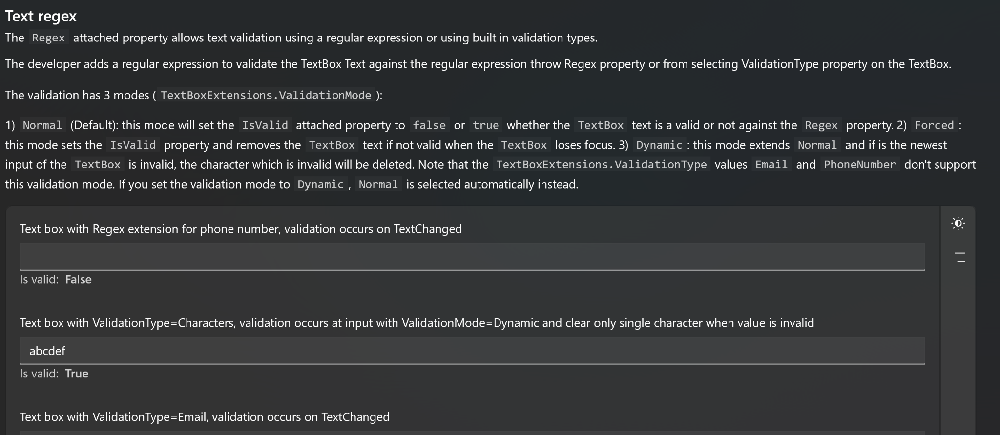 Text regex
The Regex attached property allows text validation using a regular expression or using built in validation types.
The developer adds a regular expression to validate the TextBox Text against the regular expression throw Regex property or from selecting ValidationType property on the TextBox.
The validation has 3 modes ( TextBoxExtensions.ValidationMode ):
1) Normal (Default): this mode will set the IsValid attached property to false or true whether the TextBox text is a valid or not against the Regex property. 2) Forced :
this mode sets the IsValid property and removes the TextBox text if not valid when the TextBox loses focus. 3) Dynamic : this mode extends Normal and if is the newest
input of the TextBox is invalid, the character which is invalid will be deleted. Note that the TextBoxExtensions.ValidationType values Email and PhoneNumber don't support
this validation mode. If you set the validation mode to Dynamic , Normal is selected automatically instead.
Text box with Regex extension for phone number, validation occurs on TextChanged
Is valid: False
Text box with ValidationType=Characters, validation occurs at input with ValidationMode=Dynamic and clear only single character when value is invalid
abcdef
Is valid: True
Text box with ValidationType=Email, validation occurs on TextChanged